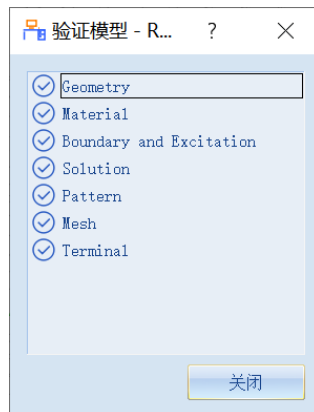 验证模型 - R... ?
Geometry
Material
Boundary and Excitation
Solution
Pattern
Mesh
Terminal
关闭